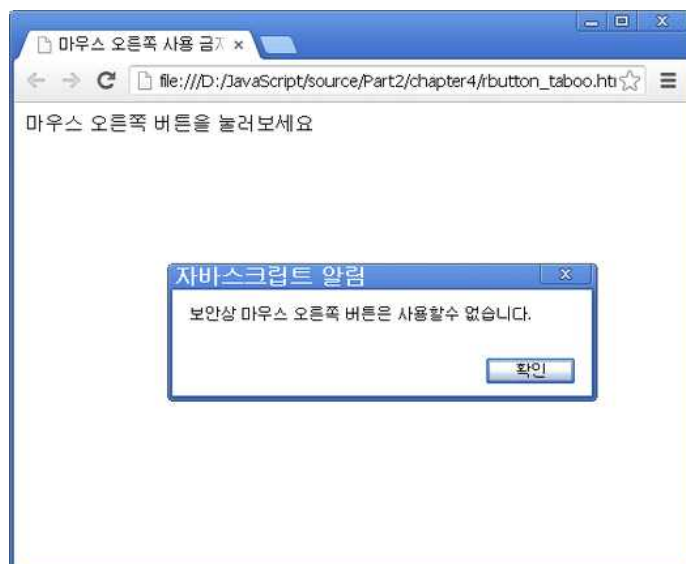 마우스 오른쪽 사용 금지
file:///D:/JavaScript/source/Part2/chapter4/rbutton_taboo.htm
마우스 오른쪽 버튼을 눌러보세요
자바스크립트 알림
보안상 마우스 오른쪽 버튼은 사용할수 없습니다.
확인